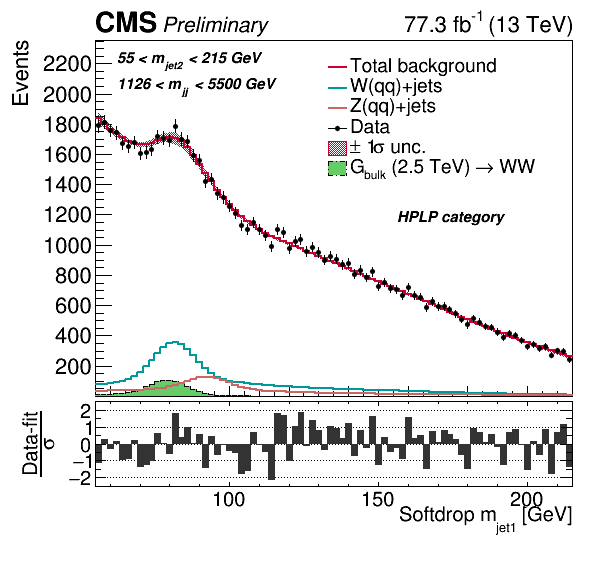 CMS Preliminary 77.3 fb-1 (13 TeV)
Events
55 < mjet2 < 215 GeV
1126 < mjj < 5500 GeV
Total background
W(qq)+jets
Z(qq)+jets
Data
± 1σ unc.
Gbulk (2.5 TeV) → WW
HPLP category
2200
2000
1800
1600
1400
1200
1000
800
600
400
200
Data-fit
σ
2
1
0
−1
−2
100 150 200
Softdrop mjet1 [GeV]